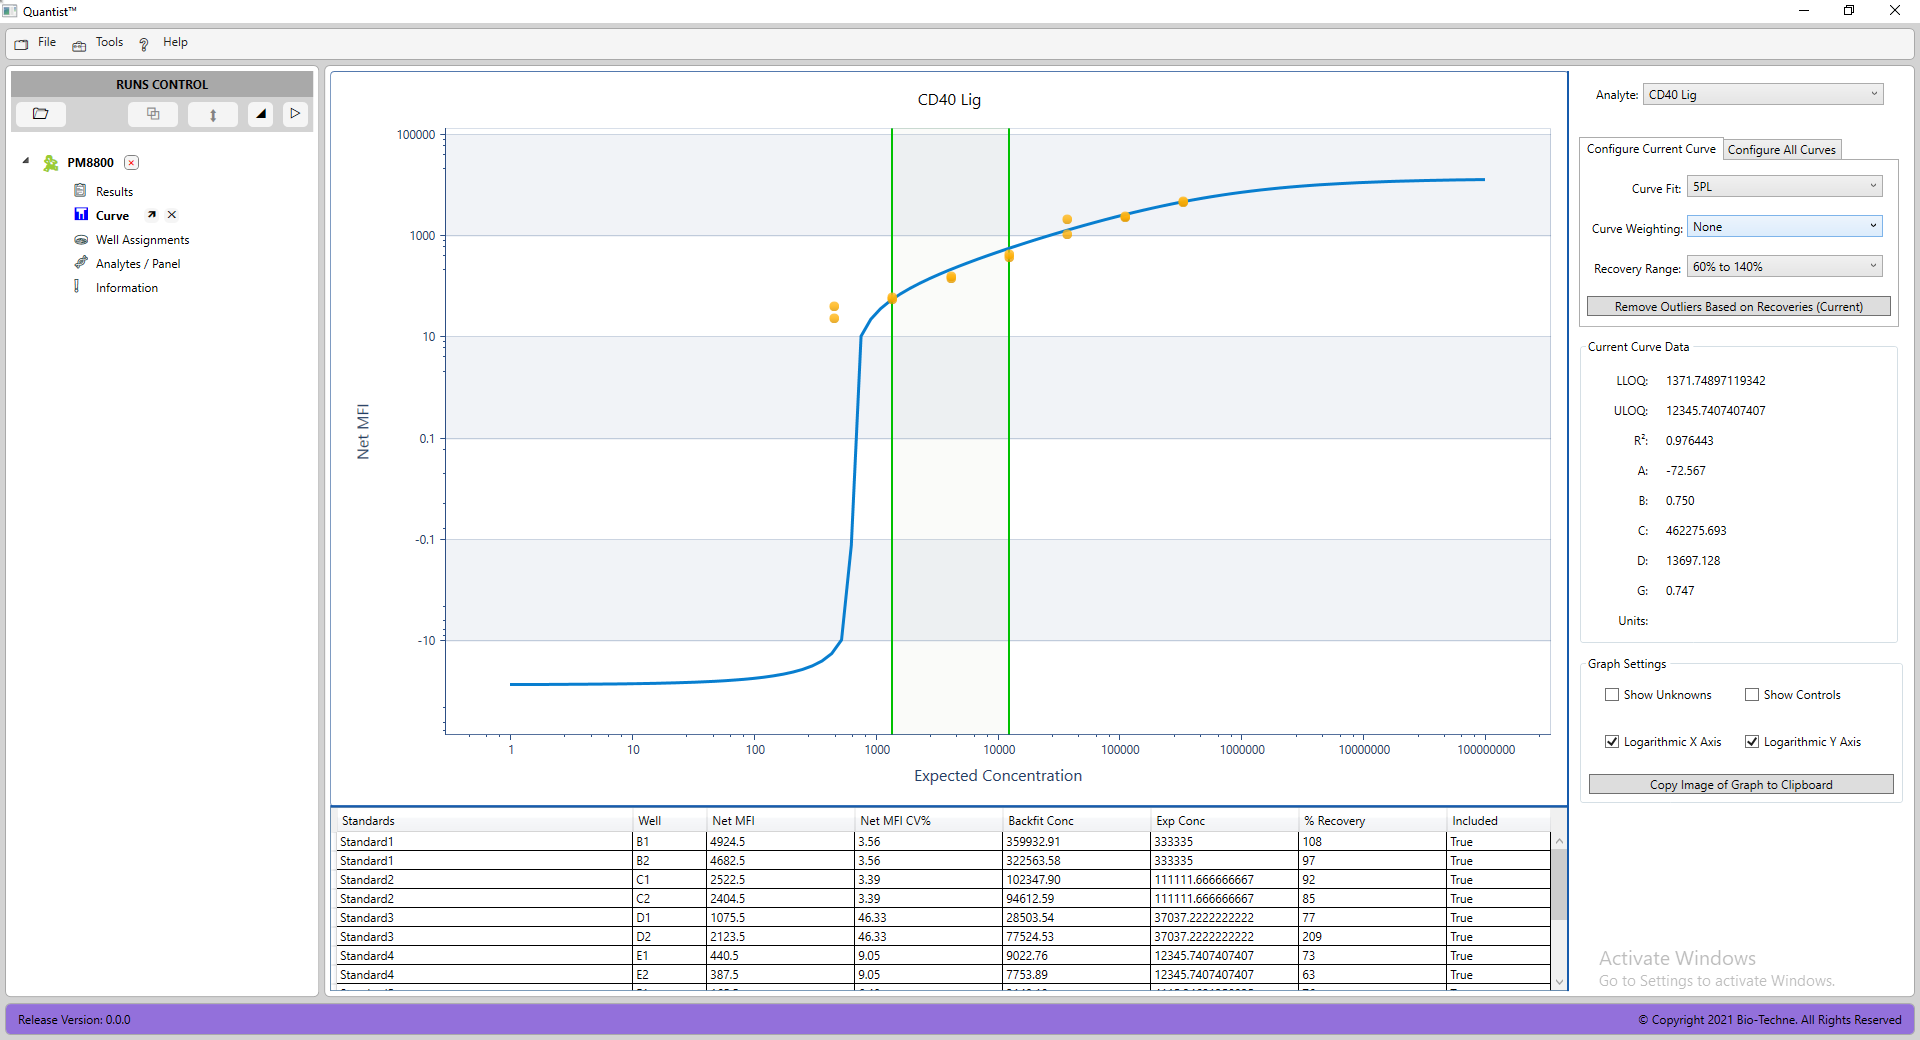 Quantist™
File Tools ? Help
RUNS CONTROL
PM8800
Results
Curve
Well Assignments
Analytes / Panel
Information
CD40 Lig
100000
1000
10
0.1
-0.1
-10
Net MFI
1 10 100 1000 10000 100000 1000000 10000000 100000000
Expected Concentration
Standards Well Net MFI Net MFI CV% Backfit Conc Exp Conc % Recovery Included
Standard1 B1 4924.5 3.56 359932.91 333335 108 True
Standard1 B2 4682.5 3.56 322563.58 333335 97 True
Standard2 C1 2522.5 3.39 102347.90 111111.666666667 92 True
Standard2 C2 2404.5 3.39 94612.59 111111.666666667 85 True
Standard3 D1 1075.5 46.33 28503.54 37037.2222222222 77 True
Standard3 D2 2123.5 46.33 77524.53 37037.2222222222 209 True
Standard4 E1 440.5 9.05 9022.76 12345.7407407407 73 True
Standard4 E2 387.5 9.05 7753.89 12345.7407407407 63 True
Analyte: CD40 Lig
Configure Current Curve Configure All Curves
Curve Fit: 5PL
Curve Weighting: None
Recovery Range: 60% to 140%
Remove Outliers Based on Recoveries (Current)
Current Curve Data
LLOQ: 1371.74897119342
ULOQ: 12345.7407407407
R²: 0.976443
A: -72.567
B: 0.750
C: 462275.693
D: 13697.128
G: 0.747
Units:
Graph Settings
Show Unknowns Show Controls
Logarithmic X Axis Logarithmic Y Axis
Copy Image of Graph to Clipboard
Activate Windows
Go to Settings to activate Windows.
Release Version: 0.0.0
© Copyright 2021 Bio-Techne. All Rights Reserved